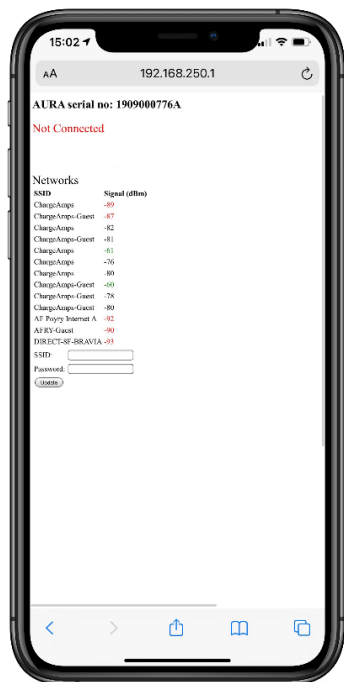 15:02
AA 192.168.250.1
AURA serial no: 1909000776A
Not Connected
Networks
SSID Signal (dBm)
ChargeAmps -89
ChargeAmps-Guest -87
ChargeAmps -82
ChargeAmps-Guest -81
ChargeAmps -61
ChargeAmps -76
ChargeAmps -80
ChargeAmps-Guest -60
ChargeAmps-Guest -78
ChargeAmps-Guest -80
AF Poyry Internet A -92
AFRY-Guest -90
DIRECT-8F-BRAVIA -93
SSID:
Password:
Update